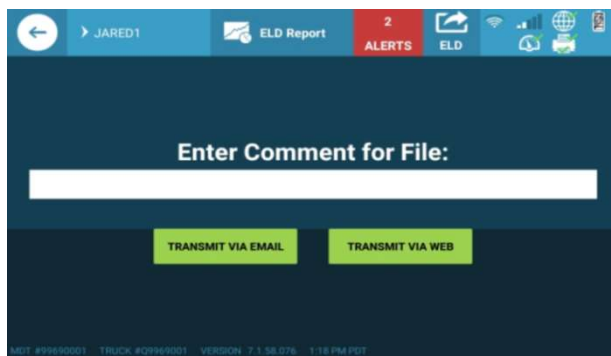 JARED1
ELD Report
2
ALERTS
ELD
Enter Comment for File:
TRANSMIT VIA EMAIL
TRANSMIT VIA WEB
MDT #99690001 TRUCK #Q9969001 VERSION 7.1.58.076 1:18 PM PDT